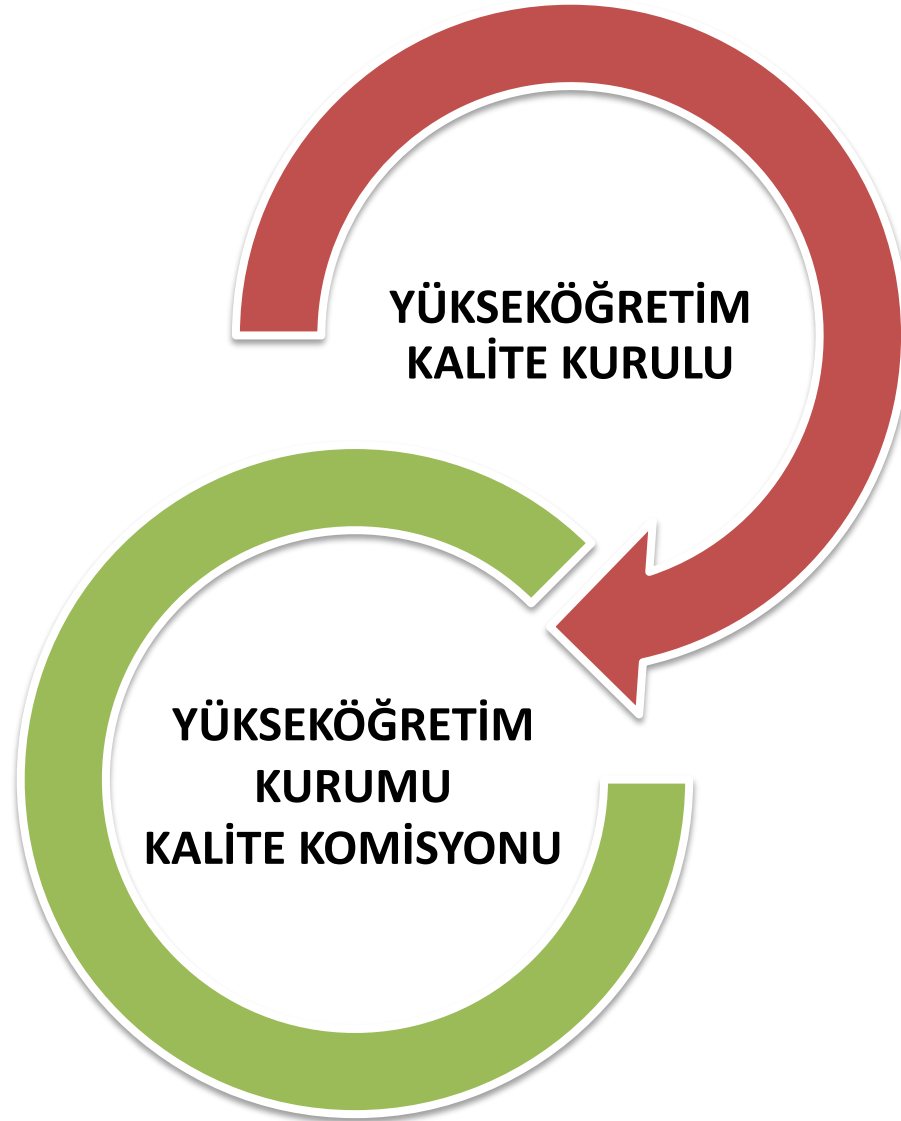 YÜKSEKÖĞRETİM
KALİTE KURULU
YÜKSEKÖĞRETİM
KURUMU
KALİTE KOMİSYONU